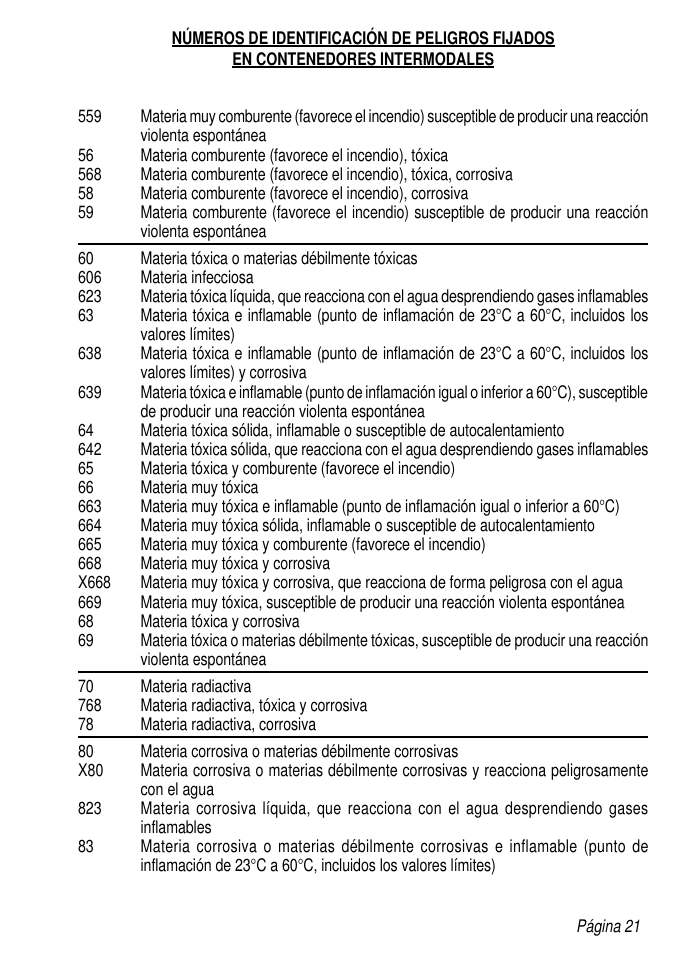 NÚMEROS DE IDENTIFICACIÓN DE PELIGROS FIJADOS
EN CONTENEDORES INTERMODALES
559 Materia muy comburente (favorece el incendio) susceptible de producir una reacción
violenta espontánea
56 Materia comburente (favorece el incendio), tóxica
568 Materia comburente (favorece el incendio), tóxica, corrosiva
58 Materia comburente (favorece el incendio), corrosiva
59 Materia comburente (favorece el incendio) susceptible de producir una reacción
violenta espontánea
60 Materia tóxica o materias débilmente tóxicas
606 Materia infecciosa
623 Materia tóxica líquida, que reacciona con el agua desprendiendo gases inflamables
63 Materia tóxica e inflamable (punto de inflamación de 23°C a 60°C, incluidos los
valores límites)
638 Materia tóxica e inflamable (punto de inflamación de 23°C a 60°C, incluidos los
valores límites) y corrosiva
639 Materia tóxica e inflamable (punto de inflamación igual o inferior a 60°C), susceptible
de producir una reacción violenta espontánea
64 Materia tóxica sólida, inflamable o susceptible de autocalentamiento
642 Materia tóxica sólida, que reacciona con el agua desprendiendo gases inflamables
65 Materia tóxica y comburente (favorece el incendio)
66 Materia muy tóxica
663 Materia muy tóxica e inflamable (punto de inflamación igual o inferior a 60°C)
664 Materia muy tóxica sólida, inflamable o susceptible de autocalentamiento
665 Materia muy tóxica y comburente (favorece el incendio)
668 Materia muy tóxica y corrosiva
X668 Materia muy tóxica y corrosiva, que reacciona de forma peligrosa con el agua
669 Materia muy tóxica, susceptible de producir una reacción violenta espontánea
68 Materia tóxica y corrosiva
69 Materia tóxica o materias débilmente tóxicas, susceptible de producir una reacción
violenta espontánea
70 Materia radiactiva
768 Materia radiactiva, tóxica y corrosiva
78 Materia radiactiva, corrosiva
80 Materia corrosiva o materias débilmente corrosivas
X80 Materia corrosiva o materias débilmente corrosivas y reacciona peligrosamente
con el agua
823 Materia corrosiva líquida, que reacciona con el agua desprendiendo gases
inflamables
83 Materia corrosiva o materias débilmente corrosivas e inflamable (punto de
inflamación de 23°C a 60°C, incluidos los valores límites)
Página 21